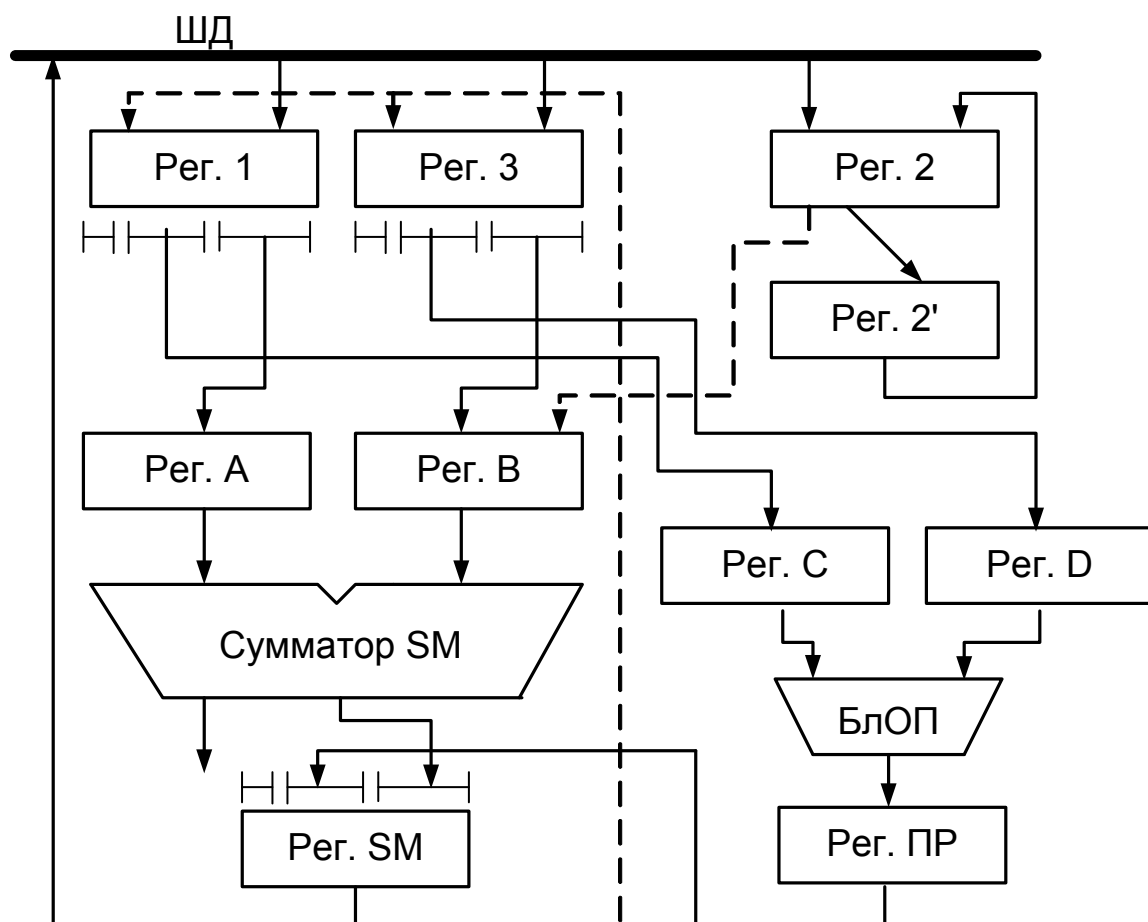 ШД
Рег. 1
Рег. 3
Рег. 2
Рег. 2'
Рег. А
Рег. В
Рег. С
Рег. D
Сумматор SM
БлОП
Рег. SM
Рег. ПР